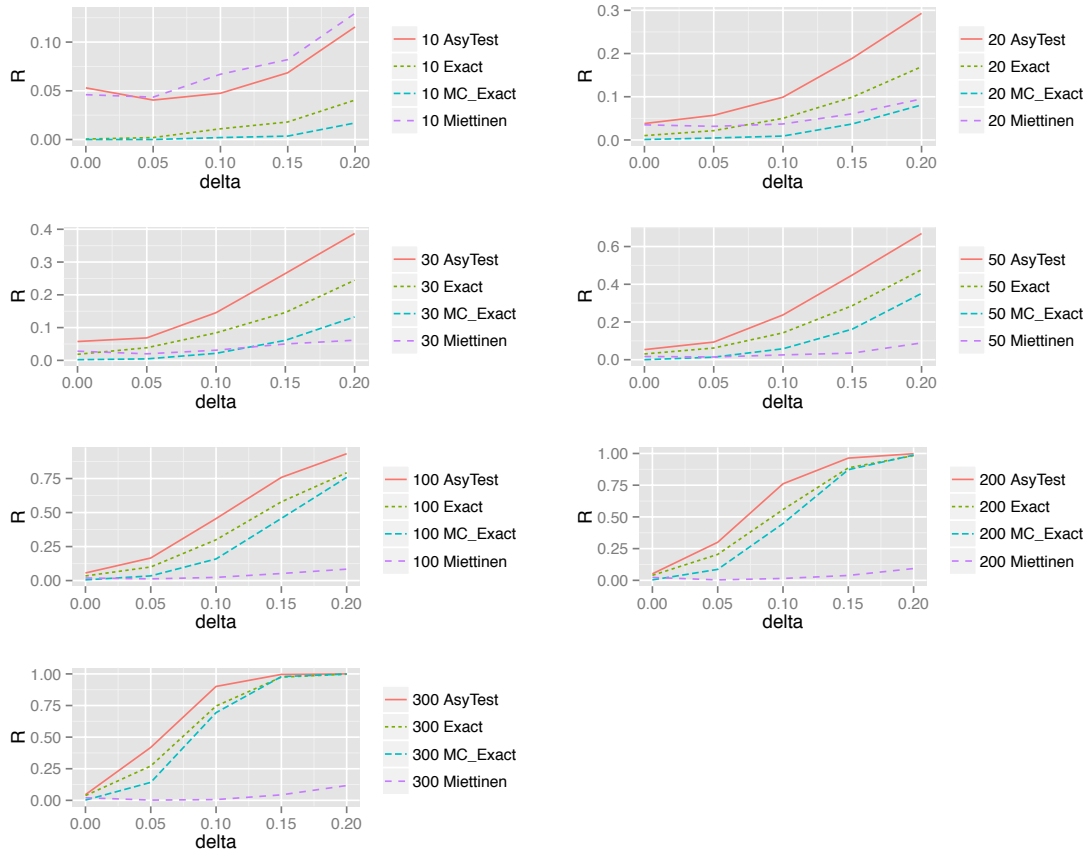 R
0.10
0.05
0.00
0.00 0.05 0.10 0.15 0.20
delta
10 AsyTest
10 Exact
10 MC_Exact
10 Miettinen
R
0.3
0.2
0.1
0.0
0.00 0.05 0.10 0.15 0.20
delta
20 AsyTest
20 Exact
20 MC_Exact
20 Miettinen
R
0.4
0.3
0.2
0.1
0.0
0.00 0.05 0.10 0.15 0.20
delta
30 AsyTest
30 Exact
30 MC_Exact
30 Miettinen
R
0.6
0.4
0.2
0.0
0.00 0.05 0.10 0.15 0.20
delta
50 AsyTest
50 Exact
50 MC_Exact
50 Miettinen
R
0.75
0.50
0.25
0.00
0.00 0.05 0.10 0.15 0.20
delta
100 AsyTest
100 Exact
100 MC_Exact
100 Miettinen
R
1.00
0.75
0.50
0.25
0.00
0.00 0.05 0.10 0.15 0.20
delta
200 AsyTest
200 Exact
200 MC_Exact
200 Miettinen
R
1.00
0.75
0.50
0.25
0.00
0.00 0.05 0.10 0.15 0.20
delta
300 AsyTest
300 Exact
300 MC_Exact
300 Miettinen